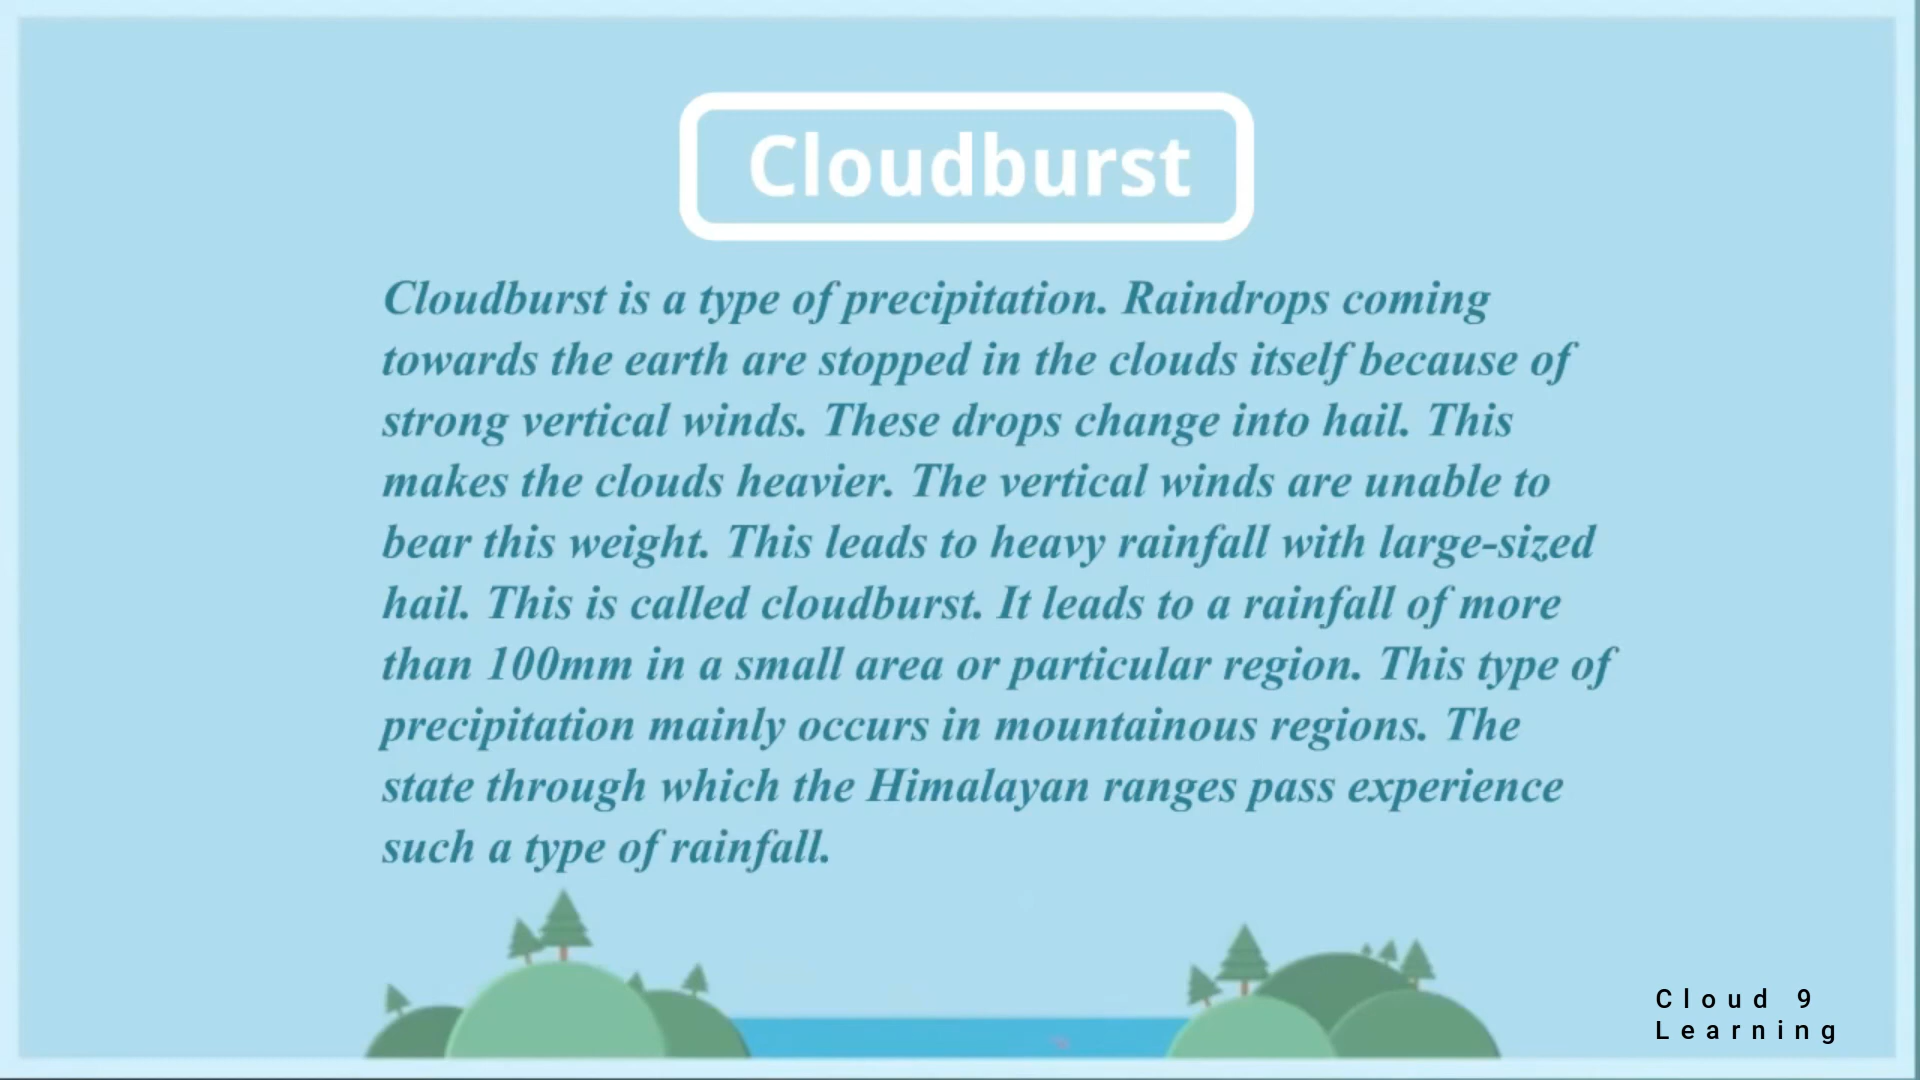 Cloudburst
Cloudburst is a type of precipitation. Raindrops coming
towards the earth are stopped in the clouds itself because of
strong vertical winds. These drops change into hail. This
makes the clouds heavier. The vertical winds are unable to
bear this weight. This leads to heavy rainfall with large-sized
hail. This is called cloudburst. It leads to a rainfall of more
than 100mm in a small area or particular region. This type of
precipitation mainly occurs in mountainous regions. The
state through which the Himalayan ranges pass experience
such a type of rainfall.
Cloud 9
Learning